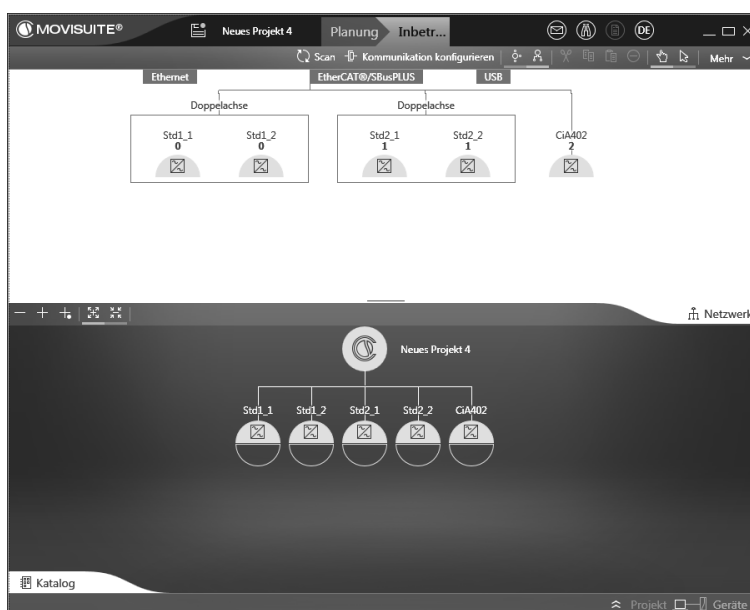 MOVISUITE® Neues Projekt 4 Planung Inbetr... DE
Scan Kommunikation konfigurieren Mehr
Ethernet EtherCAT®/SBusPLUS USB
Doppelachse Doppelachse
Std1_1 Std1_2 Std2_1 Std2_2 CiA402
0 0 1 1 2
Netzwerk
Neues Projekt 4
Std1_1 Std1_2 Std2_1 Std2_2 CiA402
Katalog
Projekt Geräte